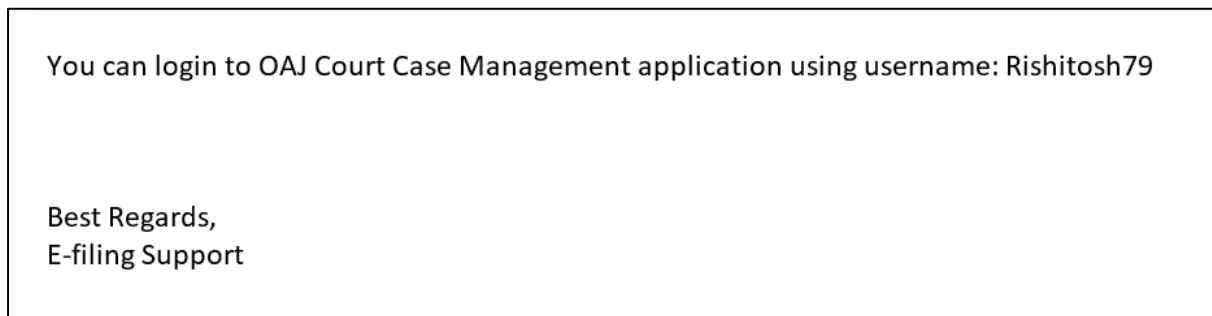 You can login to OAJ Court Case Management application using username: Rishitosh79
Best Regards,
E-filing Support